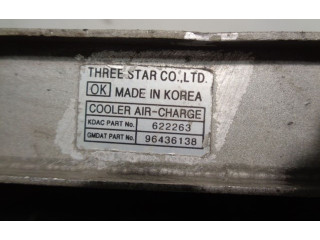 THREE STAR CO.,LTD.
OK MADE IN KOREA
COOLER AIR-CHARGE
KDAC PART No. 622263
GMDAT PART No. 96436138